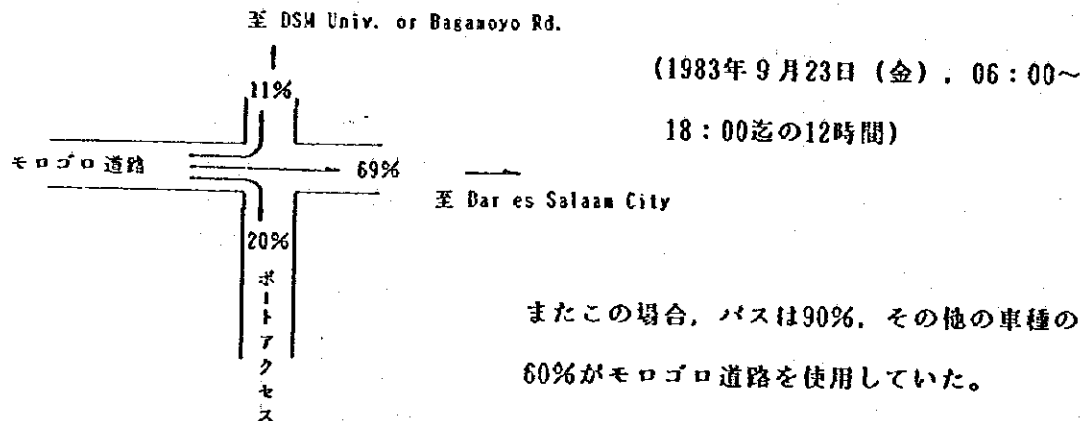 至 DSM Univ. or Bagamoyo Rd.
(1983年9月23日(金),06:00~
18:00迄の12時間)
11%
モロゴロ道路
69%
至 Dar es Salaam City
20%
ポートアクセス
またこの場合,バスは90%,その他の車種の
60%がモロゴロ道路を使用していた。